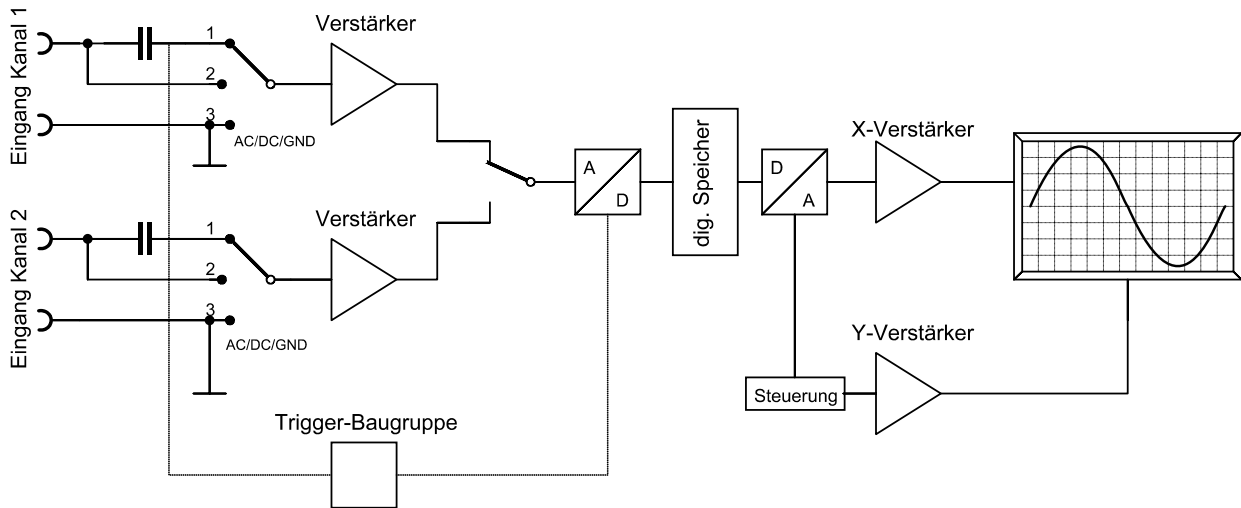 Eingang Kanal 1
1
2
3
AC/DC/GND
Verstärker
Eingang Kanal 2
1
2
3
AC/DC/GND
Verstärker
Trigger-Baugruppe
A
D
dig. Speicher
D
A
X-Verstärker
Y-Verstärker
Steuerung